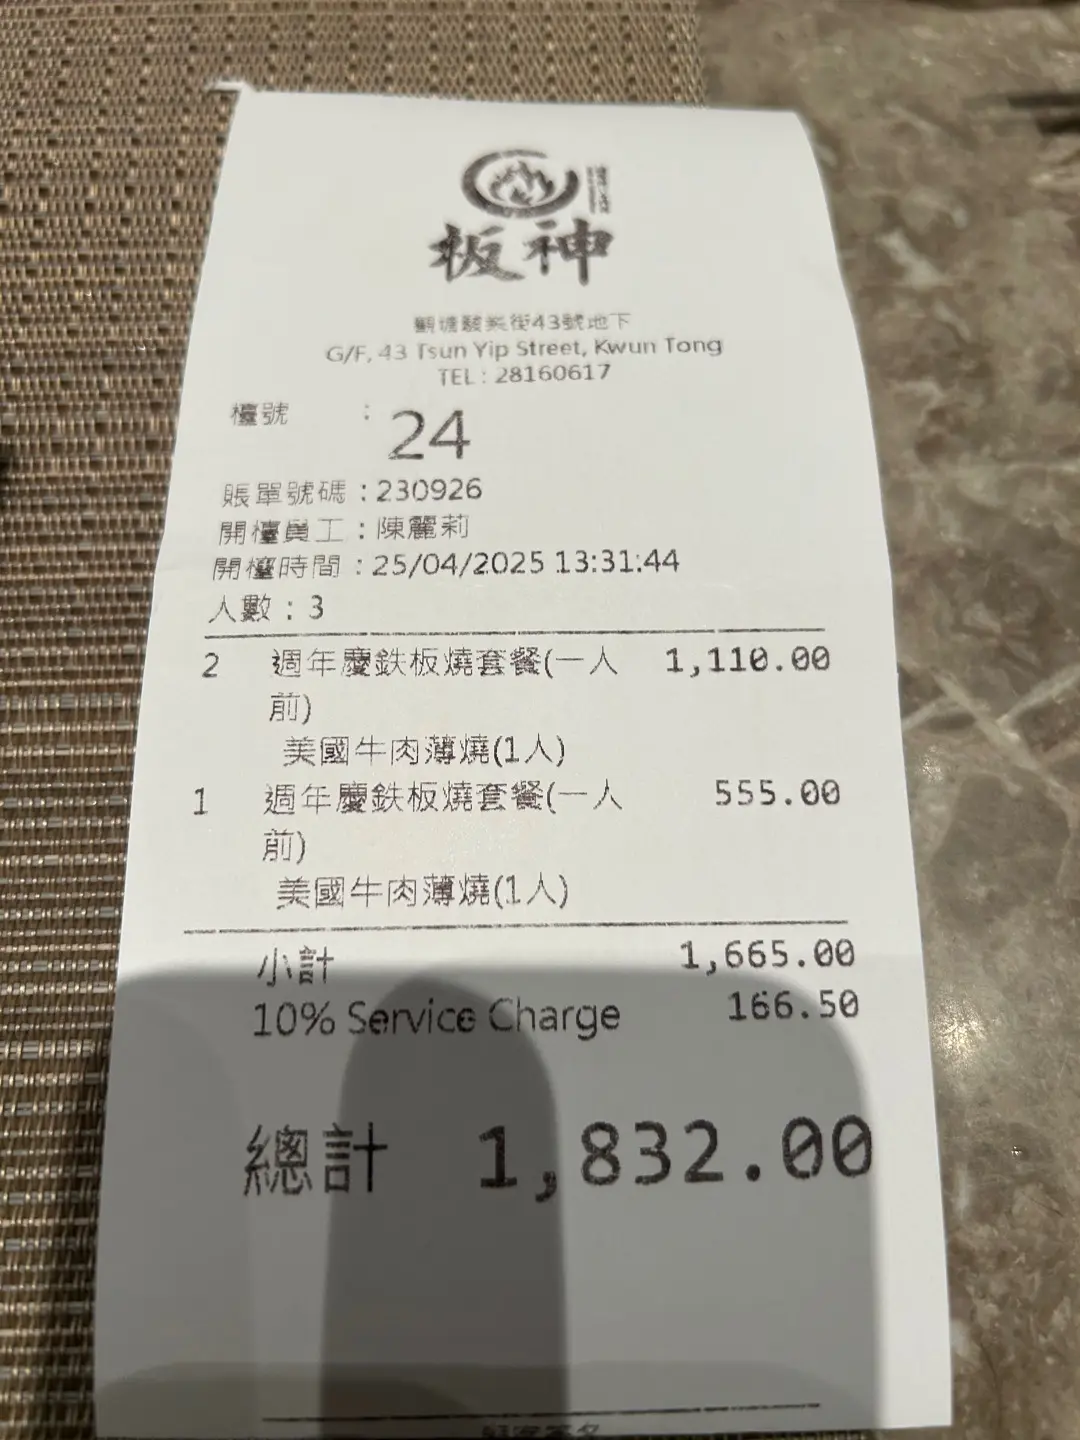 板神
觀塘駿業街43號地下
G/F, 43 Tsun Yip Street, Kwun Tong
TEL : 28160617
檯號 : 24
賬單號碼 : 230926
開檯員工 : 陳麗莉
開檯時間 : 25/04/2025 13:31:44
人數 : 3
2 週年慶鉄板燒套餐(一人 1,110.00
前)
美國牛肉薄燒(1人)
1 週年慶鉄板燒套餐(一人 555.00
前)
美國牛肉薄燒(1人)
小計 1,665.00
10% Service Charge 166.50
總計 1,832.00